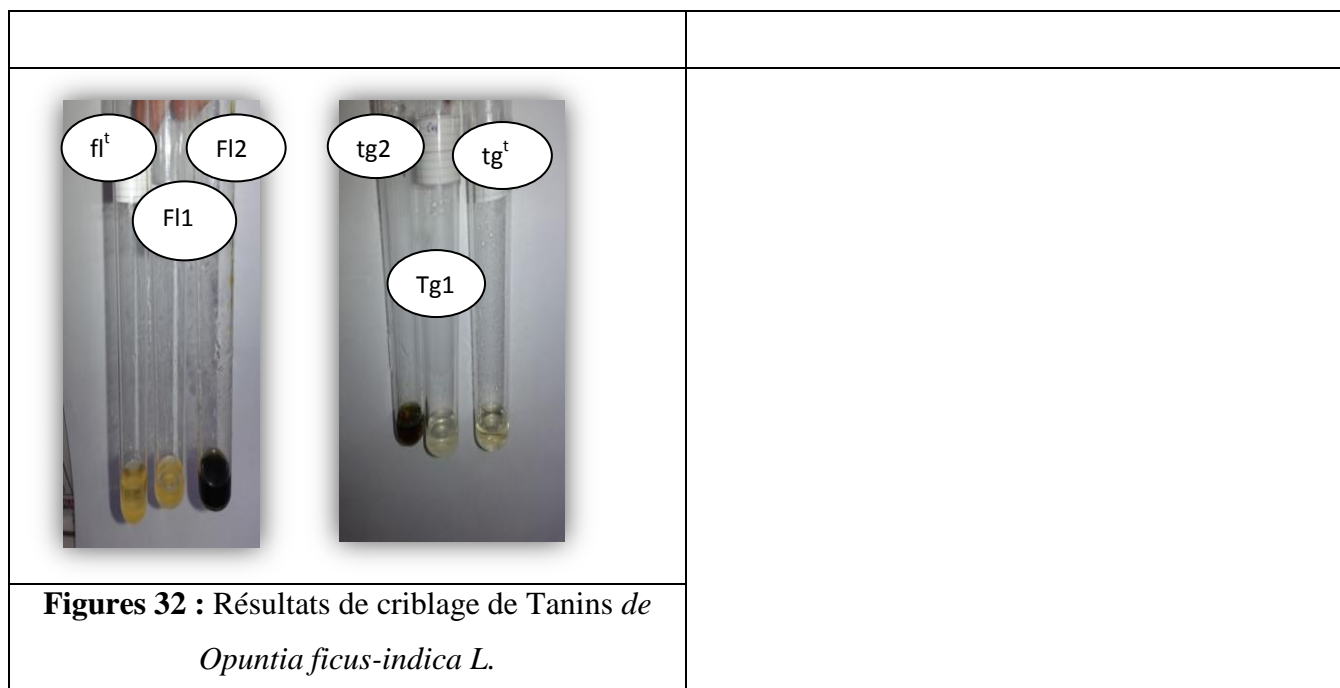 fl^t
Fl2
Fl1
tg2
tg^t
Tg1
Figures 32 : Résultats de criblage de Tanins de
Opuntia ficus-indica L.